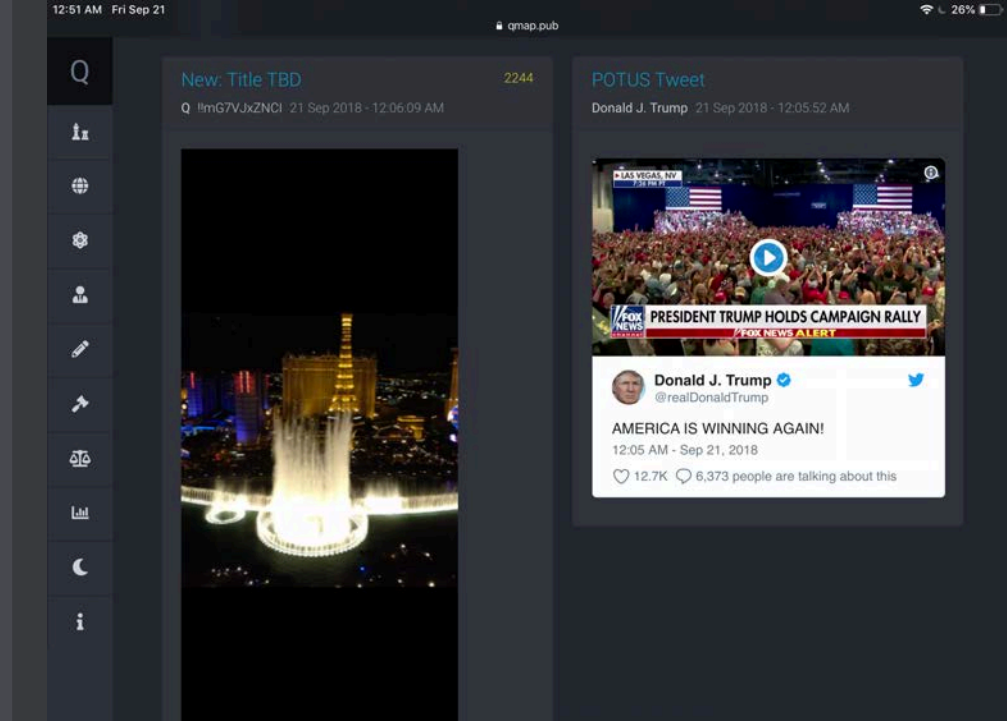 12:51 AM Fri Sep 21
26%
qmap.pub
Q
New: Title TBD
2244
Q !!mG7VJxZNCI 21 Sep 2018 - 12:06:09 AM
POTUS Tweet
Donald J. Trump 21 Sep 2018 - 12:05:52 AM
LAS VEGAS, NV
7:26 PM PT
FOX
NEWS
channel
PRESIDENT TRUMP HOLDS CAMPAIGN RALLY
FOX NEWS ALERT
Donald J. Trump
@realDonaldTrump
AMERICA IS WINNING AGAIN!
12:05 AM - Sep 21, 2018
12.7K
6,373 people are talking about this